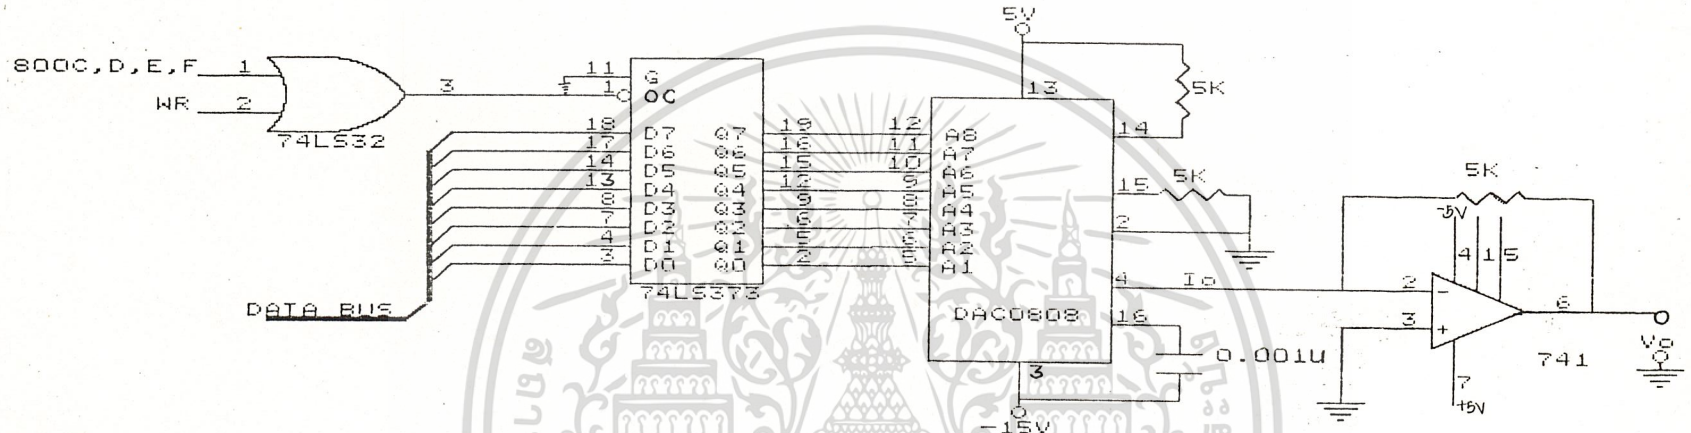 5V
800C,D,E,F 1
WR 2
3
74LS32
11 G
1 OC
18 D7 Q7 19 12 A8
17 D6 Q6 16 11 A7
14 D5 Q5 15 10 A6
13 D4 Q4 12 9 A5
8 D3 Q3 9 8 A4
7 D2 Q2 6 7 A3
4 D1 Q1 5 6 A2
3 D0 Q0 2 5 A1
74LS373
DATA BUS
13
5K
14
15 5K
2
4 Io
DAC0808
16
0.001U
3
-15V
5K
-5V
4 1 5
2 -
3 +
6
741
7
+5V
Vo